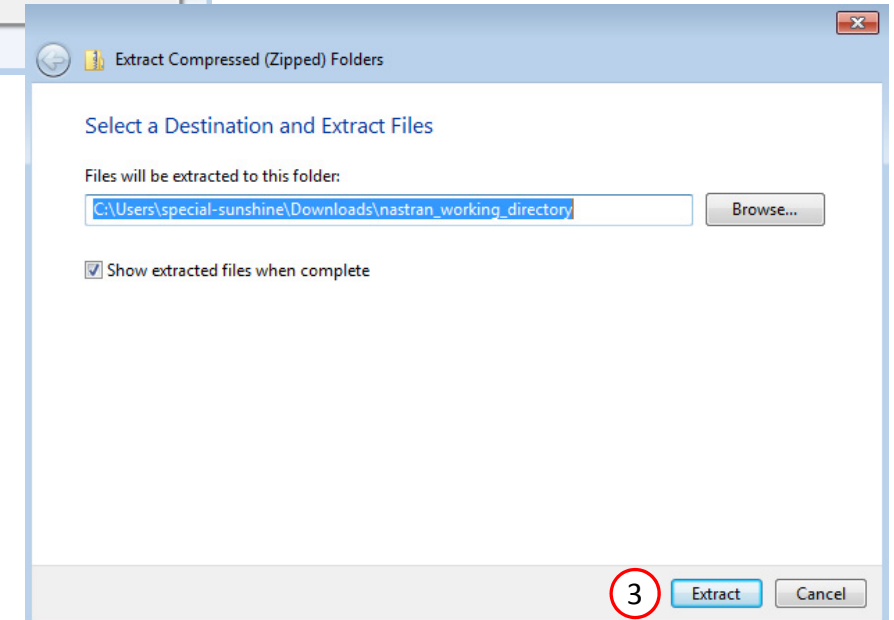 Extract Compressed (Zipped) Folders
Select a Destination and Extract Files
Files will be extracted to this folder:
C:\Users\special-sunshine\Downloads\nastran_working_directory
Browse...
Show extracted files when complete
3
Extract
Cancel